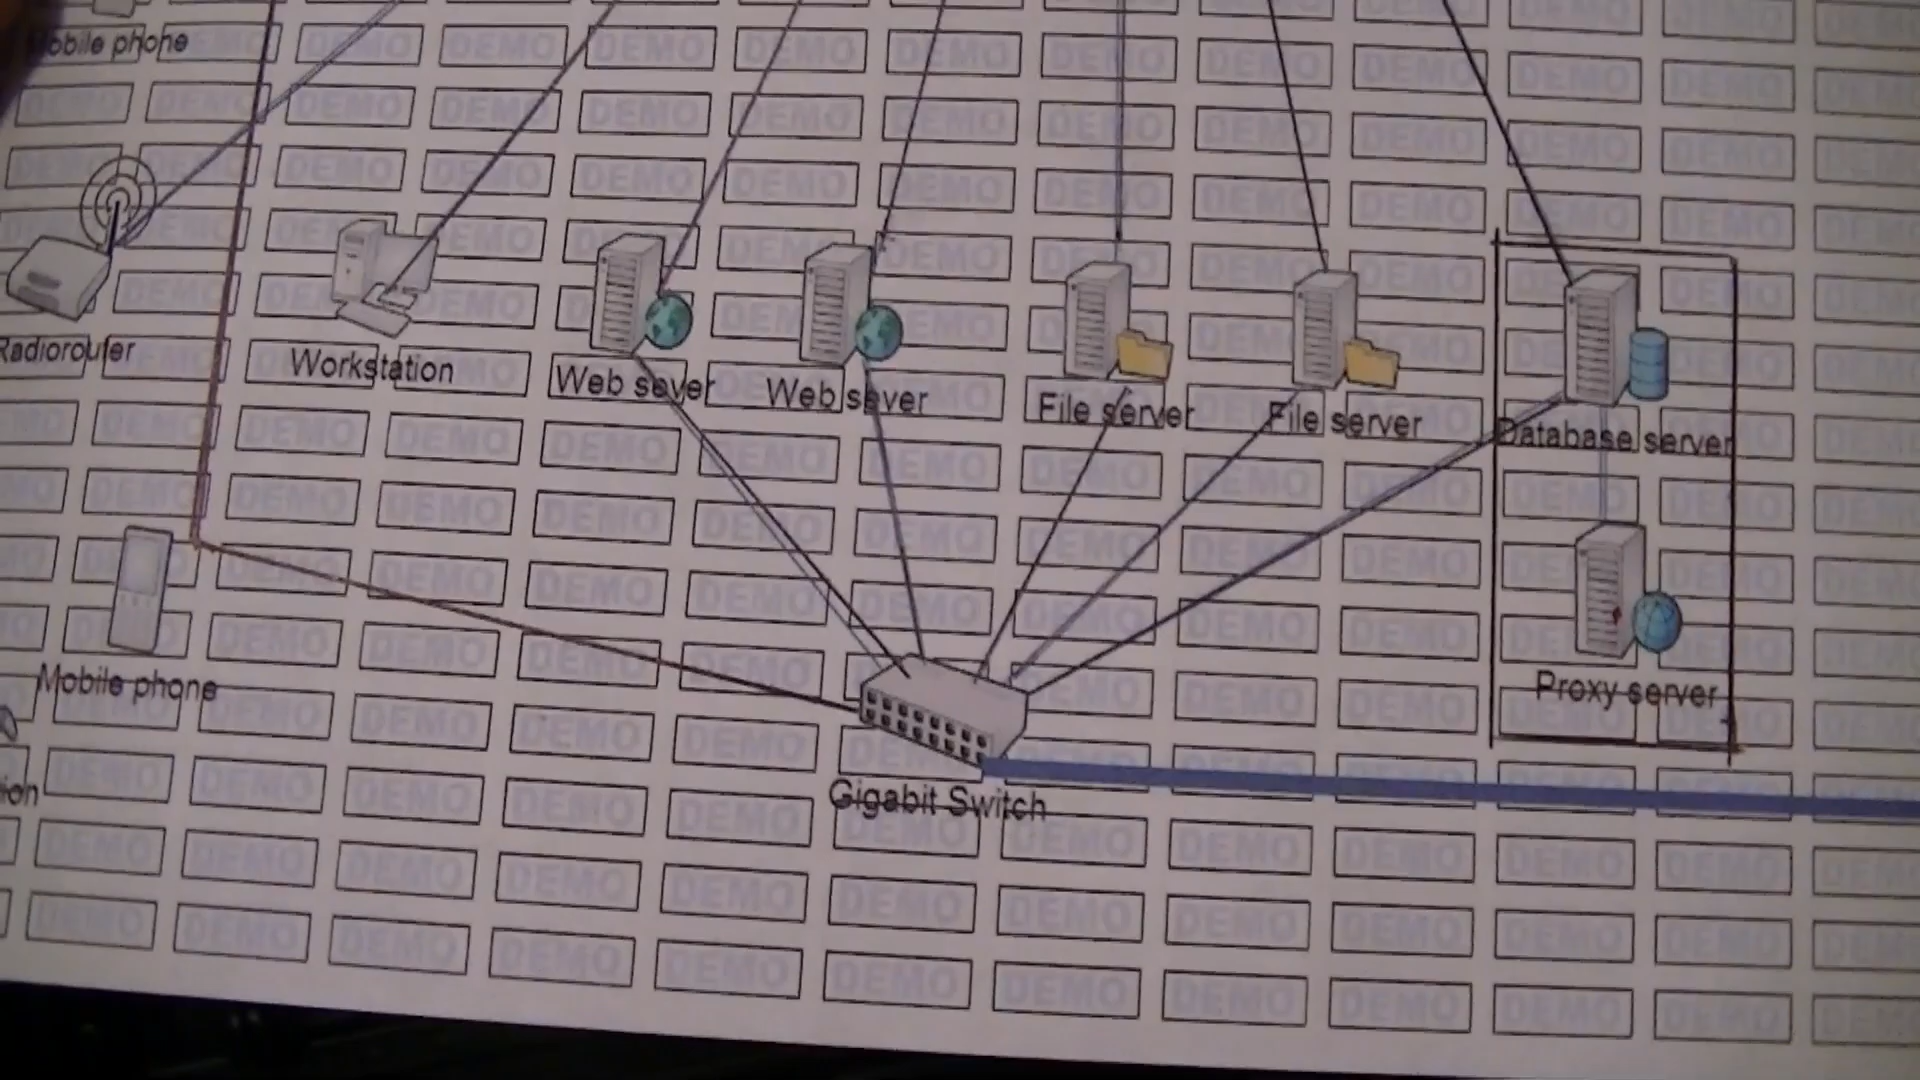 Mobile phone
Radiorouter
Workstation
Web sever
Web sever
File server
File server
Database server
Mobile phone
Proxy server
Gigabit Switch
DEMO